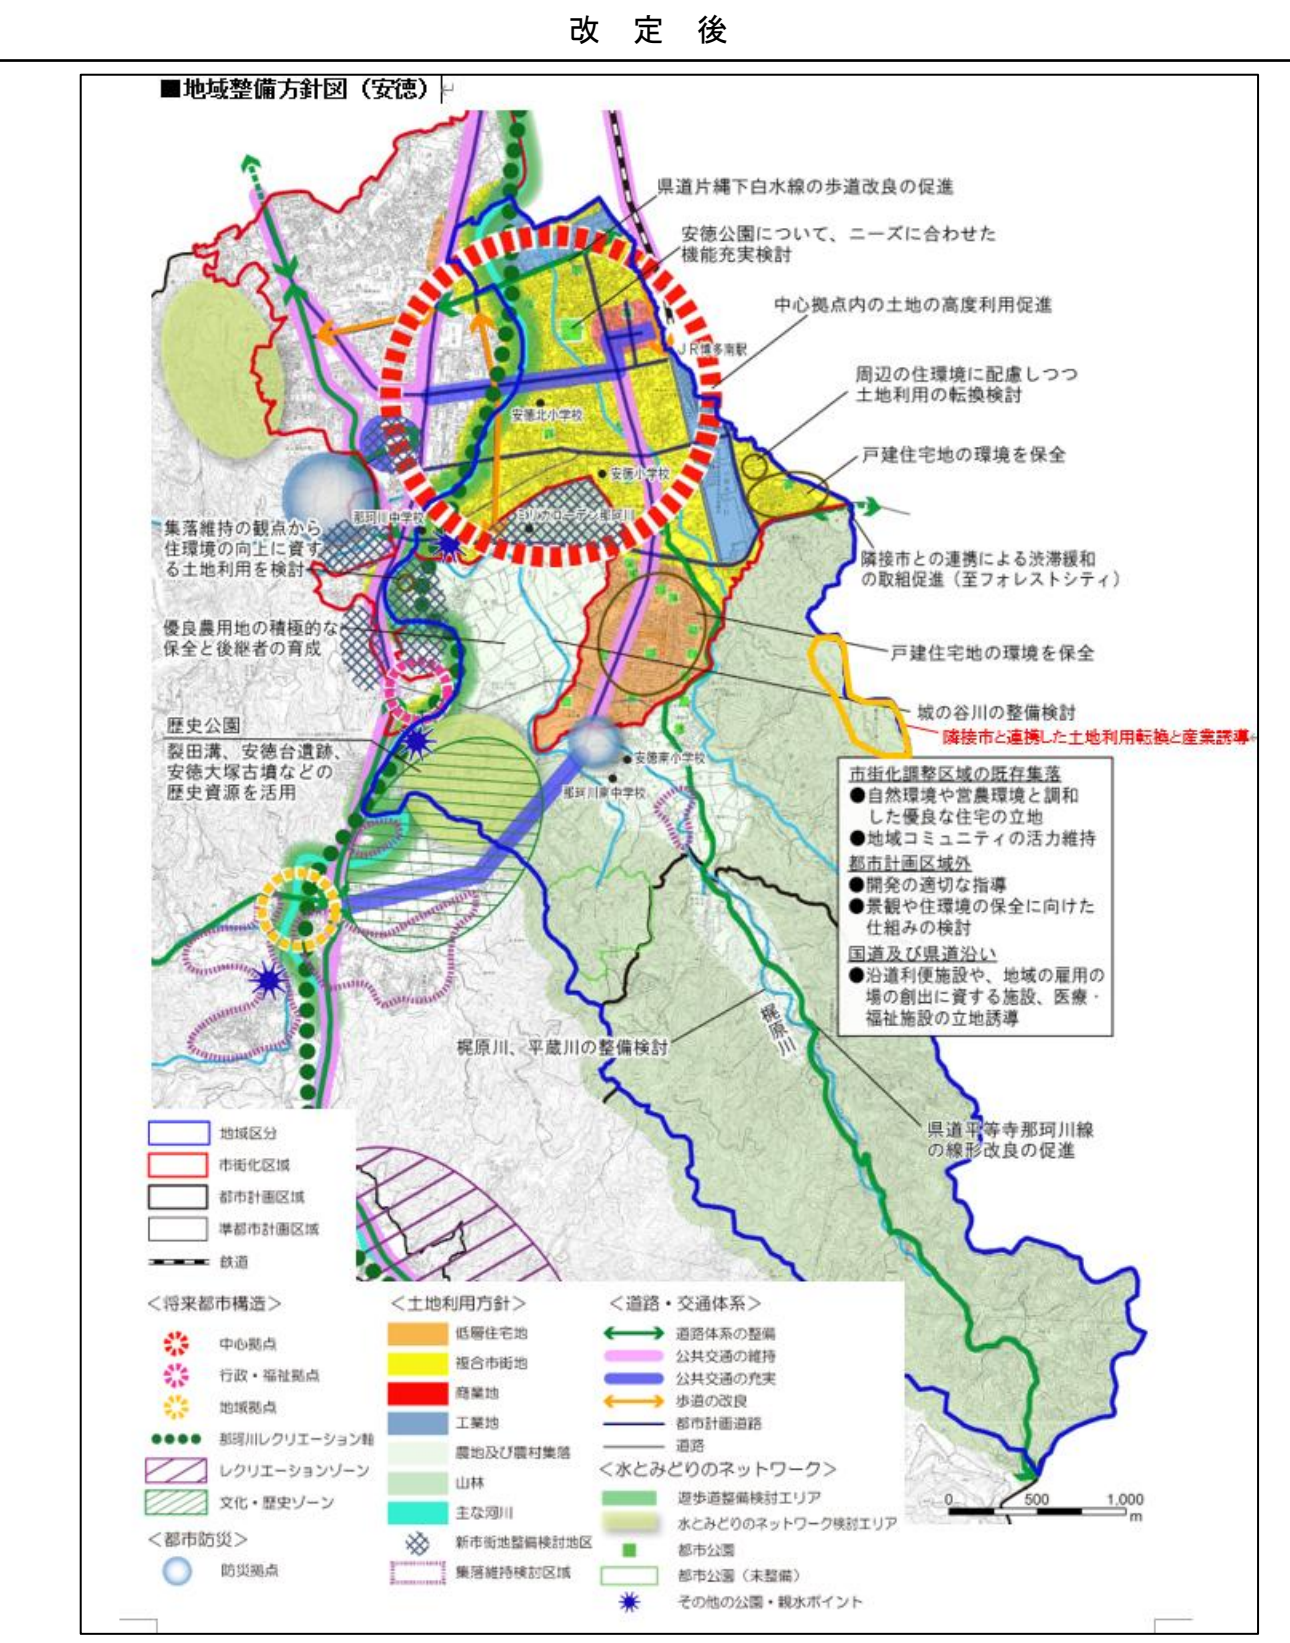 改 定 後
■地域整備方針図（安徳）
県道片縄下白水線の歩道改良の促進
安徳公園について、ニーズに合わせた
機能充実検討
中心拠点内の土地の高度利用促進
ＪＲ博多南駅
周辺の住環境に配慮しつつ
土地利用の転換検討
安徳北小学校
戸建住宅地の環境を保全
安徳小学校
那珂川中学校
ミリカローデン那珂川
集落維持の観点から
住環境の向上に資す
る土地利用を検討
隣接市との連携による渋滞緩和
の取組促進（至フォレストシティ）
優良農用地の積極的な
保全と後継者の育成
戸建住宅地の環境を保全
城の谷川の整備検討
隣接市と連携した土地利用転換と産業誘導
歴史公園
裂田溝、安徳台遺跡、
安徳大塚古墳などの
歴史資源を活用
安徳南小学校
那珂川東中学校
市街化調整区域の既存集落
●自然環境や営農環境と調和
した優良な住宅の立地
●地域コミュニティの活力維持
都市計画区域外
●開発の適切な指導
●景観や住環境の保全に向けた
仕組みの検討
国道及び県道沿い
●沿道利便施設や、地域の雇用の
場の創出に資する施設、医療・
福祉施設の立地誘導
梶原川
梶原川、平蔵川の整備検討
県道平等寺那珂川線
の線形改良の促進
地域区分
市街化区域
都市計画区域
準都市計画区域
鉄道
＜将来都市構造＞
中心拠点
行政・福祉拠点
地域拠点
那珂川レクリエーション軸
レクリエーションゾーン
文化・歴史ゾーン
＜都市防災＞
防災拠点
＜土地利用方針＞
低層住宅地
複合市街地
商業地
工業地
農地及び農村集落
山林
主な河川
新市街地整備検討地区
集落維持検討区域
＜道路・交通体系＞
道路体系の整備
公共交通の維持
公共交通の充実
歩道の改良
都市計画道路
道路
＜水とみどりのネットワーク＞
遊歩道整備検討エリア
水とみどりのネットワーク検討エリア
都市公園
都市公園（未整備）
その他の公園・親水ポイント
0 500 1,000
m